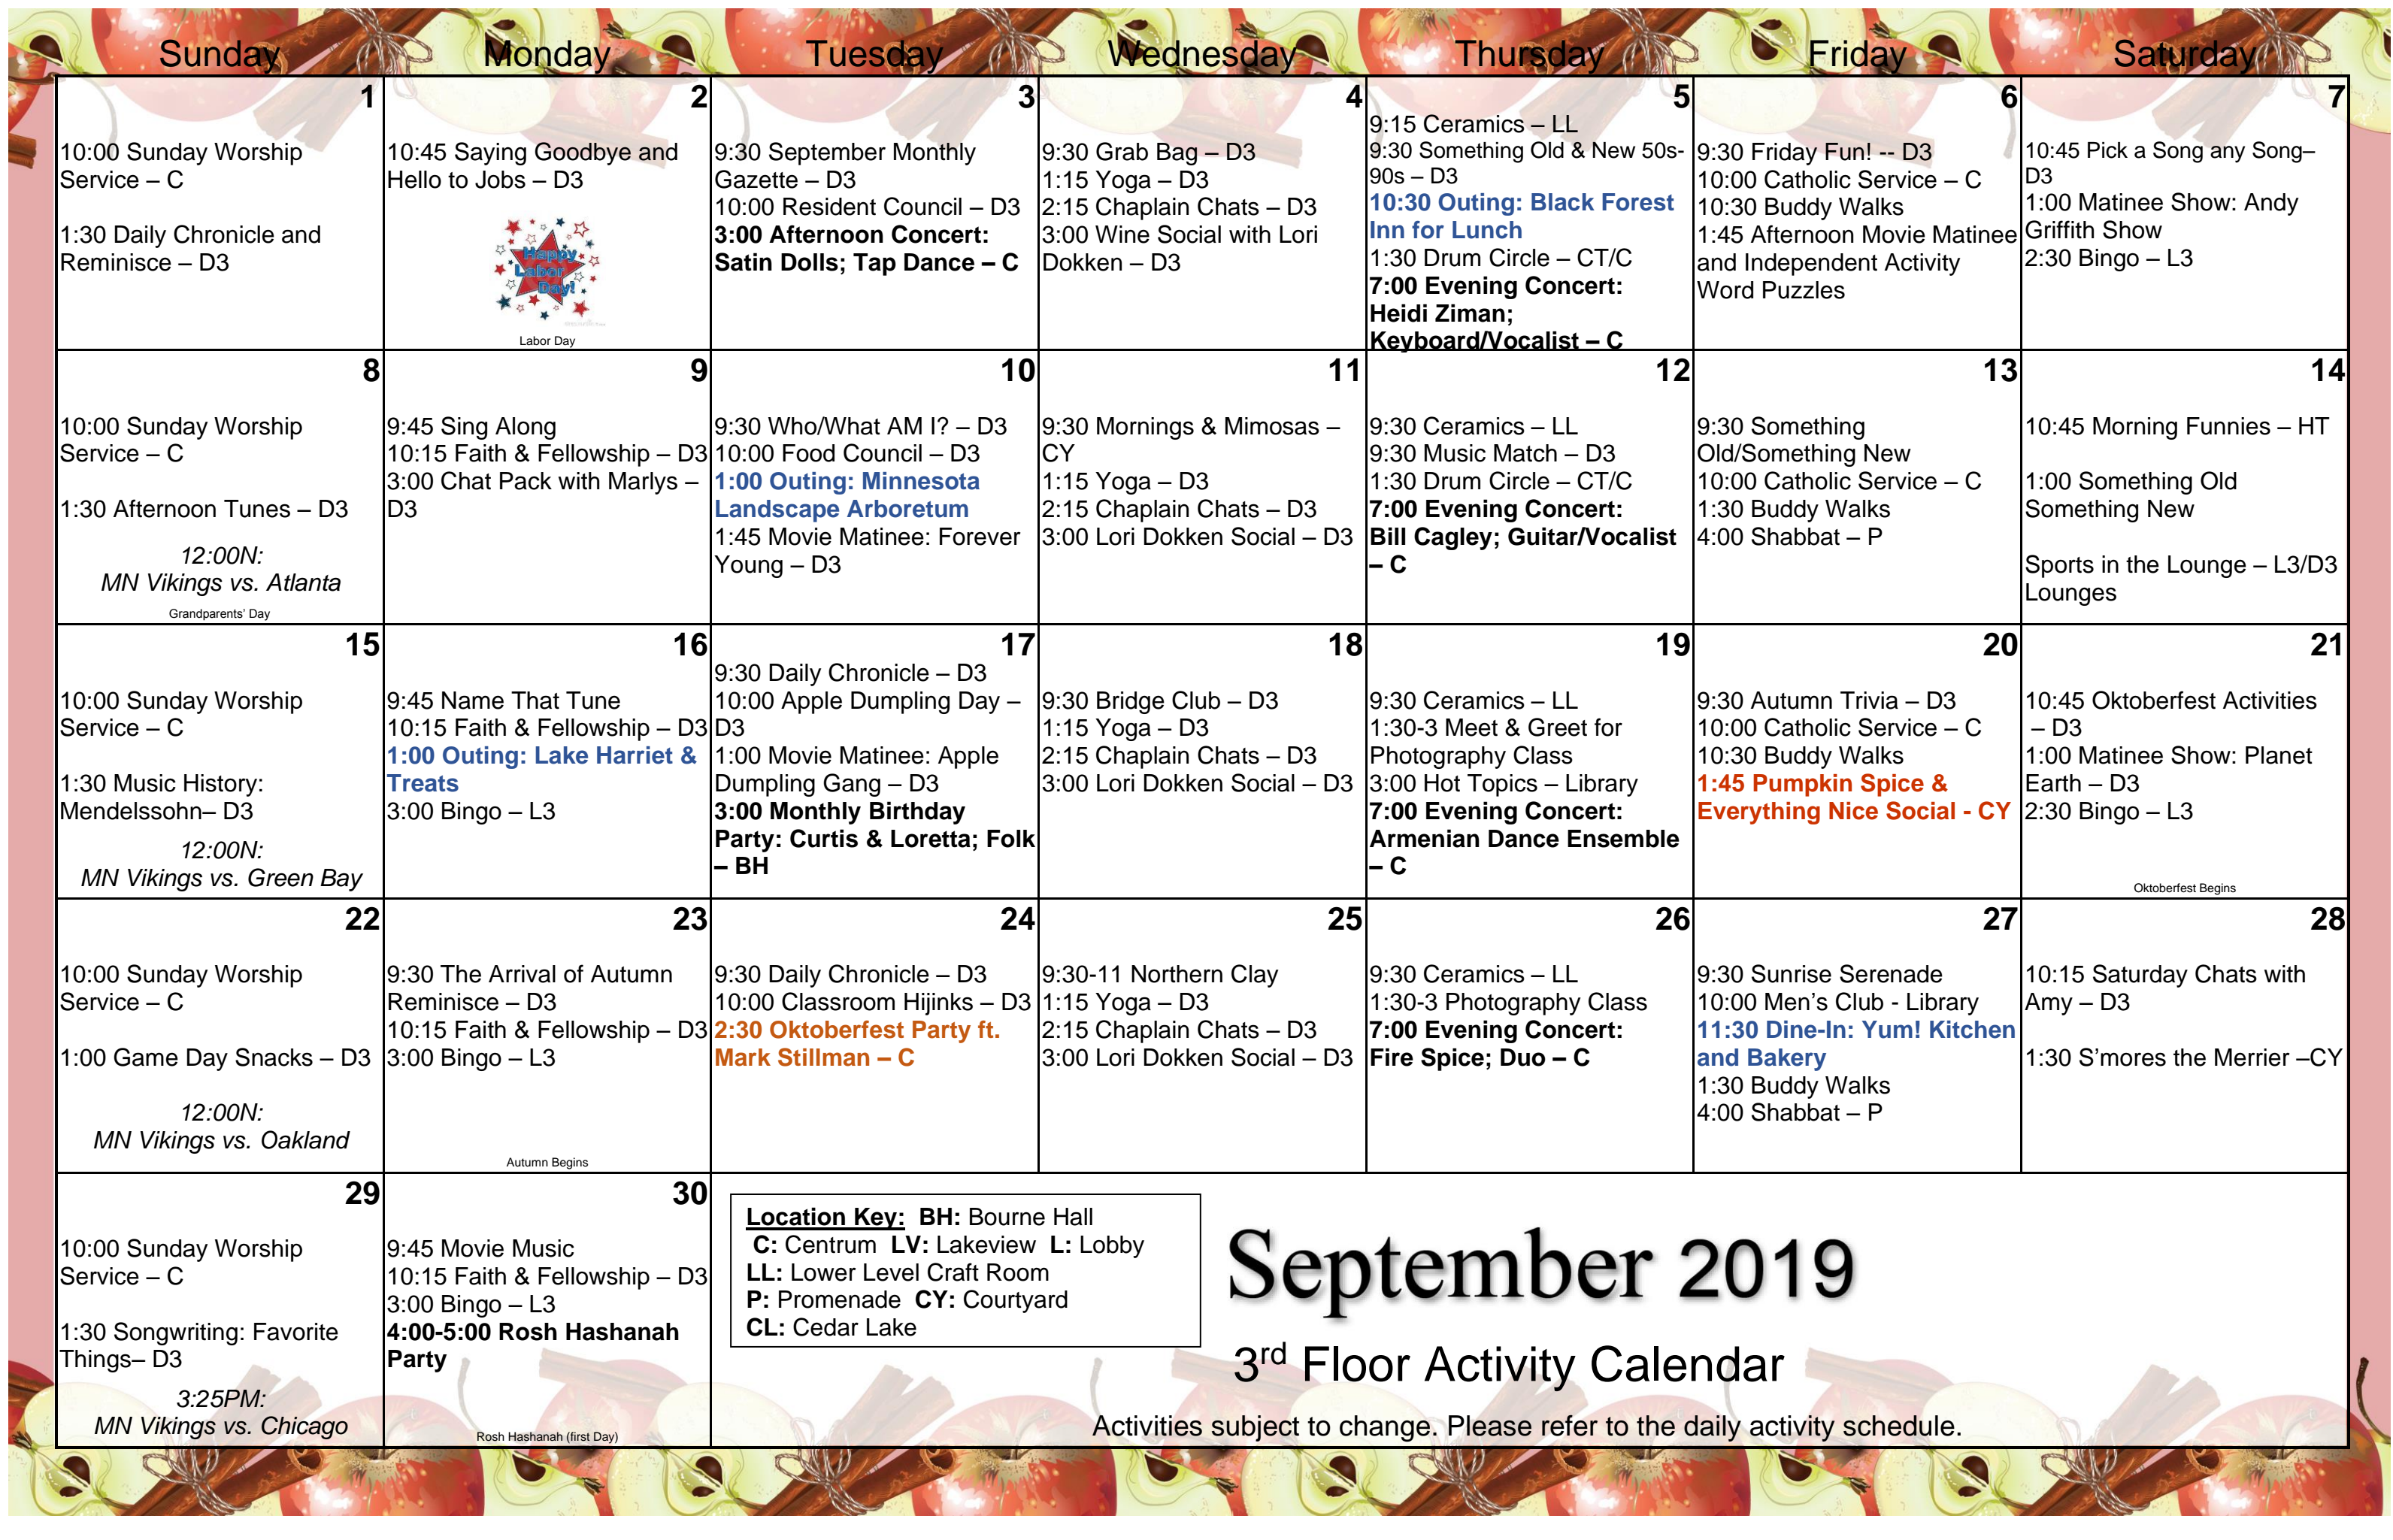 Sunday Monday Tuesday Wednesday Thursday Friday Saturday
1
10:00 Sunday Worship
Service – C
1:30 Daily Chronicle and
Reminisce – D3
2
10:45 Saying Goodbye and
Hello to Jobs – D3
Happy
Labor
Day!
Labor Day
3
9:30 September Monthly
Gazette – D3
10:00 Resident Council – D3
3:00 Afternoon Concert:
Satin Dolls; Tap Dance – C
4
9:30 Grab Bag – D3
1:15 Yoga – D3
2:15 Chaplain Chats – D3
3:00 Wine Social with Lori
Dokken – D3
5
9:15 Ceramics – LL
9:30 Something Old & New 50s-
90s – D3
10:30 Outing: Black Forest
Inn for Lunch
1:30 Drum Circle – CT/C
7:00 Evening Concert:
Heidi Ziman;
Keyboard/Vocalist – C
6
9:30 Friday Fun! -- D3
10:00 Catholic Service – C
10:30 Buddy Walks
1:45 Afternoon Movie Matinee
and Independent Activity
Word Puzzles
7
10:45 Pick a Song any Song–
D3
1:00 Matinee Show: Andy
Griffith Show
2:30 Bingo – L3
8
10:00 Sunday Worship
Service – C
1:30 Afternoon Tunes – D3
12:00N:
MN Vikings vs. Atlanta
Grandparents' Day
9
9:45 Sing Along
10:15 Faith & Fellowship – D3
3:00 Chat Pack with Marlys –
D3
10
9:30 Who/What AM I? – D3
10:00 Food Council – D3
1:00 Outing: Minnesota
Landscape Arboretum
1:45 Movie Matinee: Forever
Young – D3
11
9:30 Mornings & Mimosas –
CY
1:15 Yoga – D3
2:15 Chaplain Chats – D3
3:00 Lori Dokken Social – D3
12
9:30 Ceramics – LL
9:30 Music Match – D3
1:30 Drum Circle – CT/C
7:00 Evening Concert:
Bill Cagley; Guitar/Vocalist
– C
13
9:30 Something
Old/Something New
10:00 Catholic Service – C
1:30 Buddy Walks
4:00 Shabbat – P
14
10:45 Morning Funnies – HT
1:00 Something Old
Something New
Sports in the Lounge – L3/D3
Lounges
15
10:00 Sunday Worship
Service – C
1:30 Music History:
Mendelssohn– D3
12:00N:
MN Vikings vs. Green Bay
16
9:45 Name That Tune
10:15 Faith & Fellowship – D3
1:00 Outing: Lake Harriet &
Treats
3:00 Bingo – L3
17
9:30 Daily Chronicle – D3
10:00 Apple Dumpling Day –
D3
1:00 Movie Matinee: Apple
Dumpling Gang – D3
3:00 Monthly Birthday
Party: Curtis & Loretta; Folk
– BH
18
9:30 Bridge Club – D3
1:15 Yoga – D3
2:15 Chaplain Chats – D3
3:00 Lori Dokken Social – D3
19
9:30 Ceramics – LL
1:30-3 Meet & Greet for
Photography Class
3:00 Hot Topics – Library
7:00 Evening Concert:
Armenian Dance Ensemble
– C
20
9:30 Autumn Trivia – D3
10:00 Catholic Service – C
10:30 Buddy Walks
1:45 Pumpkin Spice &
Everything Nice Social - CY
21
10:45 Oktoberfest Activities
– D3
1:00 Matinee Show: Planet
Earth – D3
2:30 Bingo – L3
Oktoberfest Begins
22
10:00 Sunday Worship
Service – C
1:00 Game Day Snacks – D3
12:00N:
MN Vikings vs. Oakland
23
9:30 The Arrival of Autumn
Reminisce – D3
10:15 Faith & Fellowship – D3
3:00 Bingo – L3
Autumn Begins
24
9:30 Daily Chronicle – D3
10:00 Classroom Hijinks – D3
2:30 Oktoberfest Party ft.
Mark Stillman – C
25
9:30-11 Northern Clay
1:15 Yoga – D3
2:15 Chaplain Chats – D3
3:00 Lori Dokken Social – D3
26
9:30 Ceramics – LL
1:30-3 Photography Class
7:00 Evening Concert:
Fire Spice; Duo – C
27
9:30 Sunrise Serenade
10:00 Men's Club - Library
11:30 Dine-In: Yum! Kitchen
and Bakery
1:30 Buddy Walks
4:00 Shabbat – P
28
10:15 Saturday Chats with
Amy – D3
1:30 S'mores the Merrier –CY
29
10:00 Sunday Worship
Service – C
1:30 Songwriting: Favorite
Things– D3
3:25PM:
MN Vikings vs. Chicago
30
9:45 Movie Music
10:15 Faith & Fellowship – D3
3:00 Bingo – L3
4:00-5:00 Rosh Hashanah
Party
Rosh Hashanah (first Day)
Location Key: BH: Bourne Hall
C: Centrum LV: Lakeview L: Lobby
LL: Lower Level Craft Room
P: Promenade CY: Courtyard
CL: Cedar Lake
September 2019
3rd Floor Activity Calendar
Activities subject to change. Please refer to the daily activity schedule.